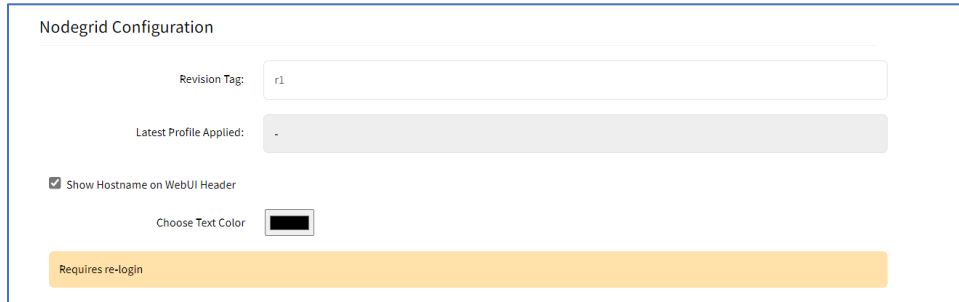 Nodegrid Configuration
Revision Tag: r1
Latest Profile Applied: -
Show Hostname on WebUI Header
Choose Text Color
Requires re-login